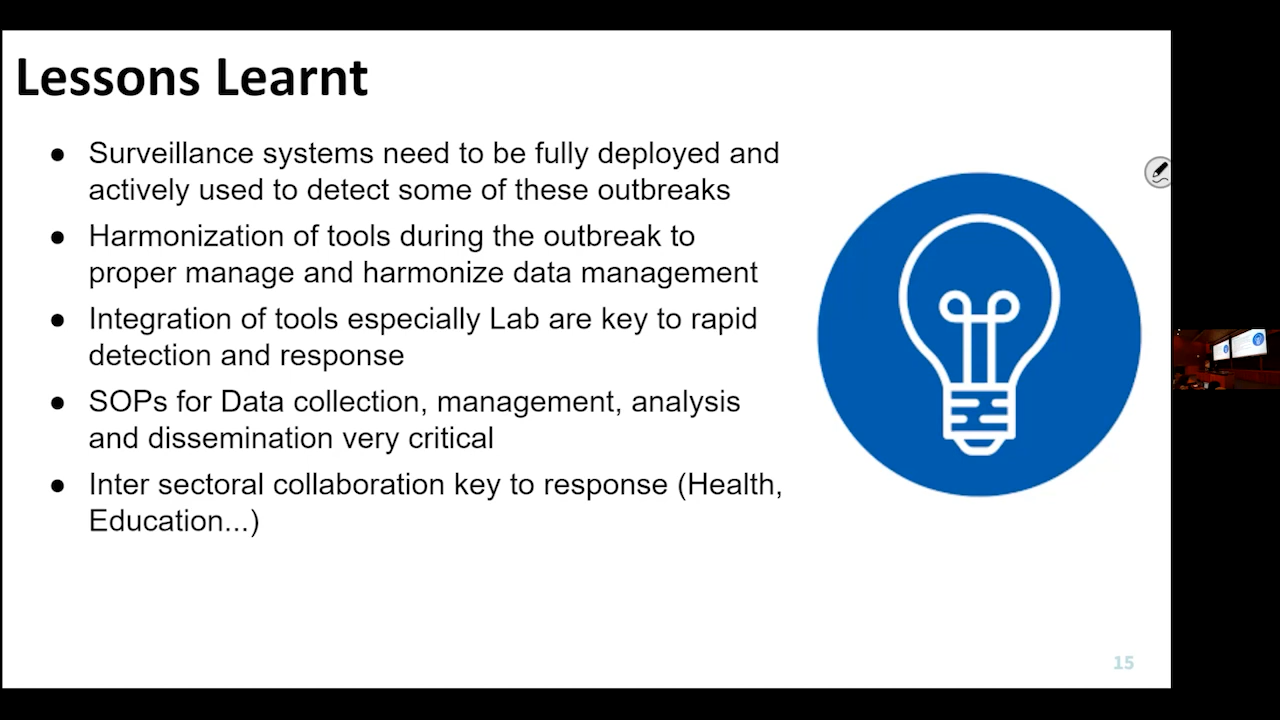 Lessons Learnt
● Surveillance systems need to be fully deployed and
actively used to detect some of these outbreaks
● Harmonization of tools during the outbreak to
proper manage and harmonize data management
● Integration of tools especially Lab are key to rapid
detection and response
● SOPs for Data collection, management, analysis
and dissemination very critical
● Inter sectoral collaboration key to response (Health,
Education...)
15